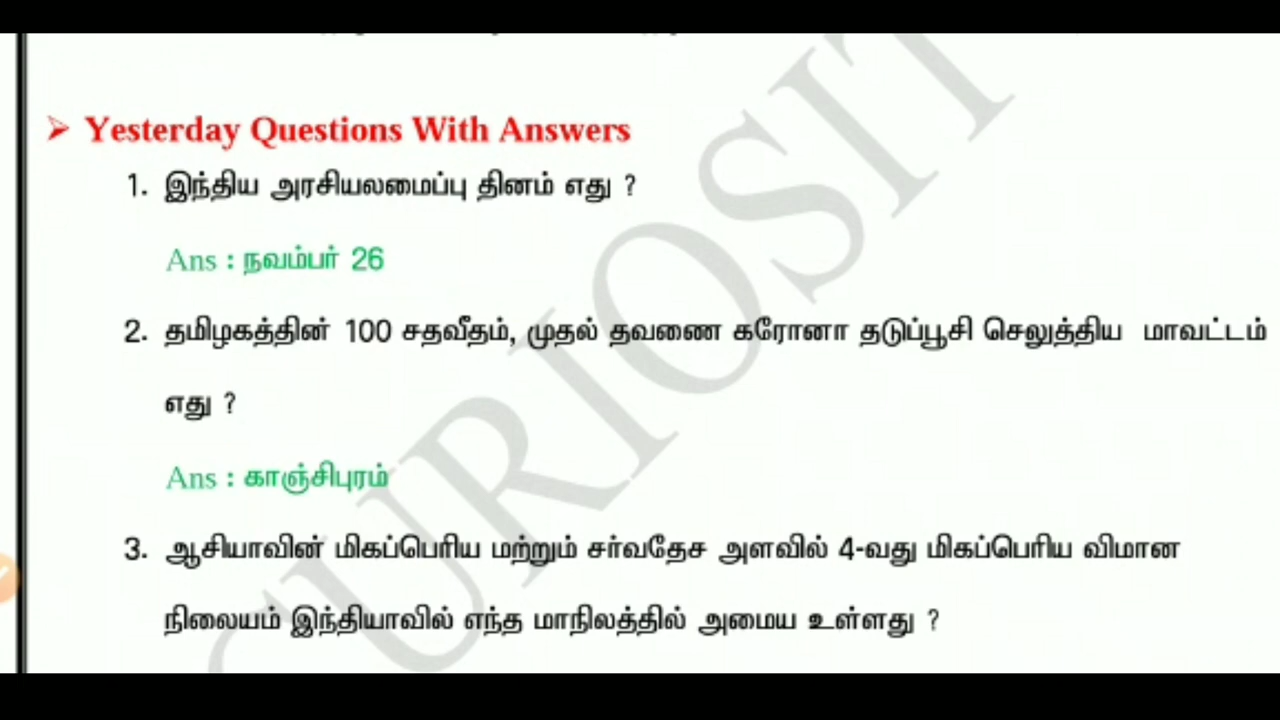 ➢ Yesterday Questions With Answers
1. இந்திய அரசியலமைப்பு தினம் எது ?
Ans : நவம்பர் 26
2. தமிழகத்தின் 100 சதவீதம், முதல் தவணை கரோனா தடுப்பூசி செலுத்திய மாவட்டம்
எது ?
Ans : காஞ்சிபுரம்
3. ஆசியாவின் மிகப்பெரிய மற்றும் சர்வதேச அளவில் 4-வது மிகப்பெரிய விமான
நிலையம் இந்தியாவில் எந்த மாநிலத்தில் அமைய உள்ளது ?
CURIOSIT